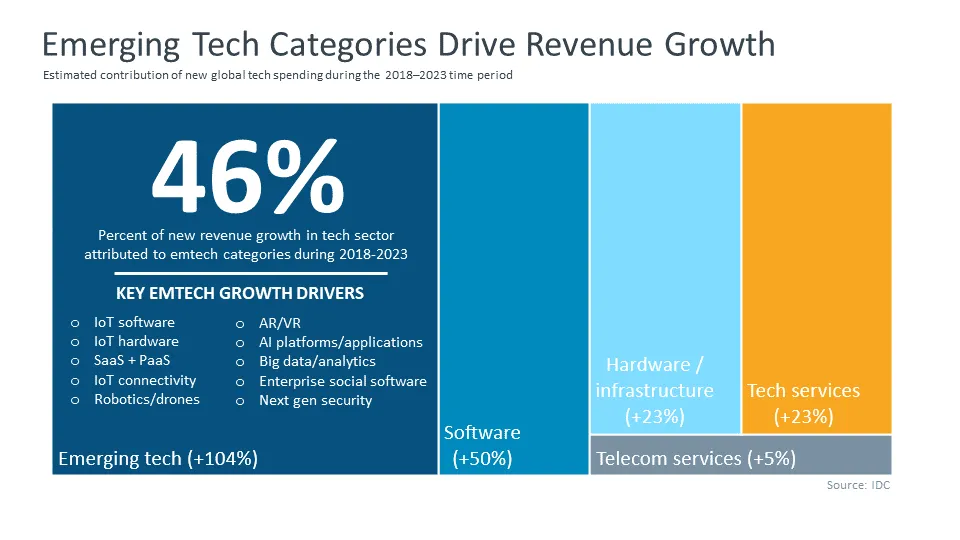 Emerging Tech Categories Drive Revenue Growth
Estimated contribution of new global tech spending during the 2018–2023 time period
46%
Percent of new revenue growth in tech sector
attributed to emtech categories during 2018-2023
KEY EMTECH GROWTH DRIVERS
o IoT software
o IoT hardware
o SaaS + PaaS
o IoT connectivity
o Robotics/drones
o AR/VR
o AI platforms/applications
o Big data/analytics
o Enterprise social software
o Next gen security
Emerging tech (+104%)
Software
(+50%)
Hardware /
infrastructure
(+23%)
Tech services
(+23%)
Telecom services (+5%)
Source: IDC